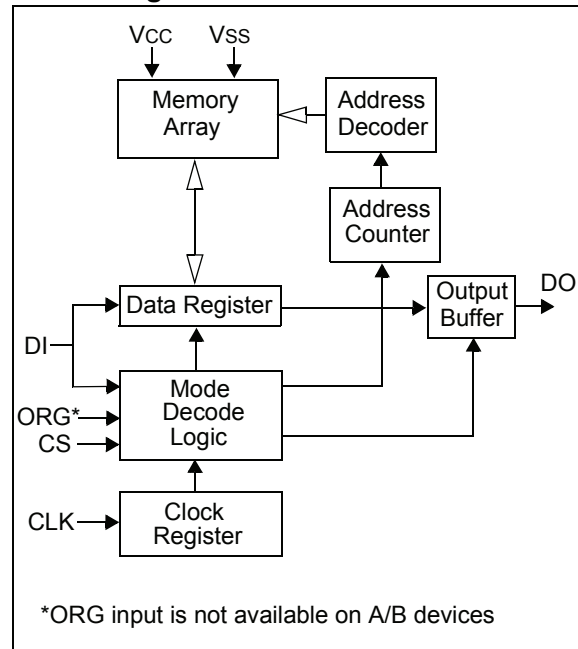 VCC
VSS
Memory
Array
Address
Decoder
Address
Counter
Data Register
Output
Buffer
DO
DI
Mode
Decode
Logic
ORG*
CS
CLK
Clock
Register
*ORG input is not available on A/B devices